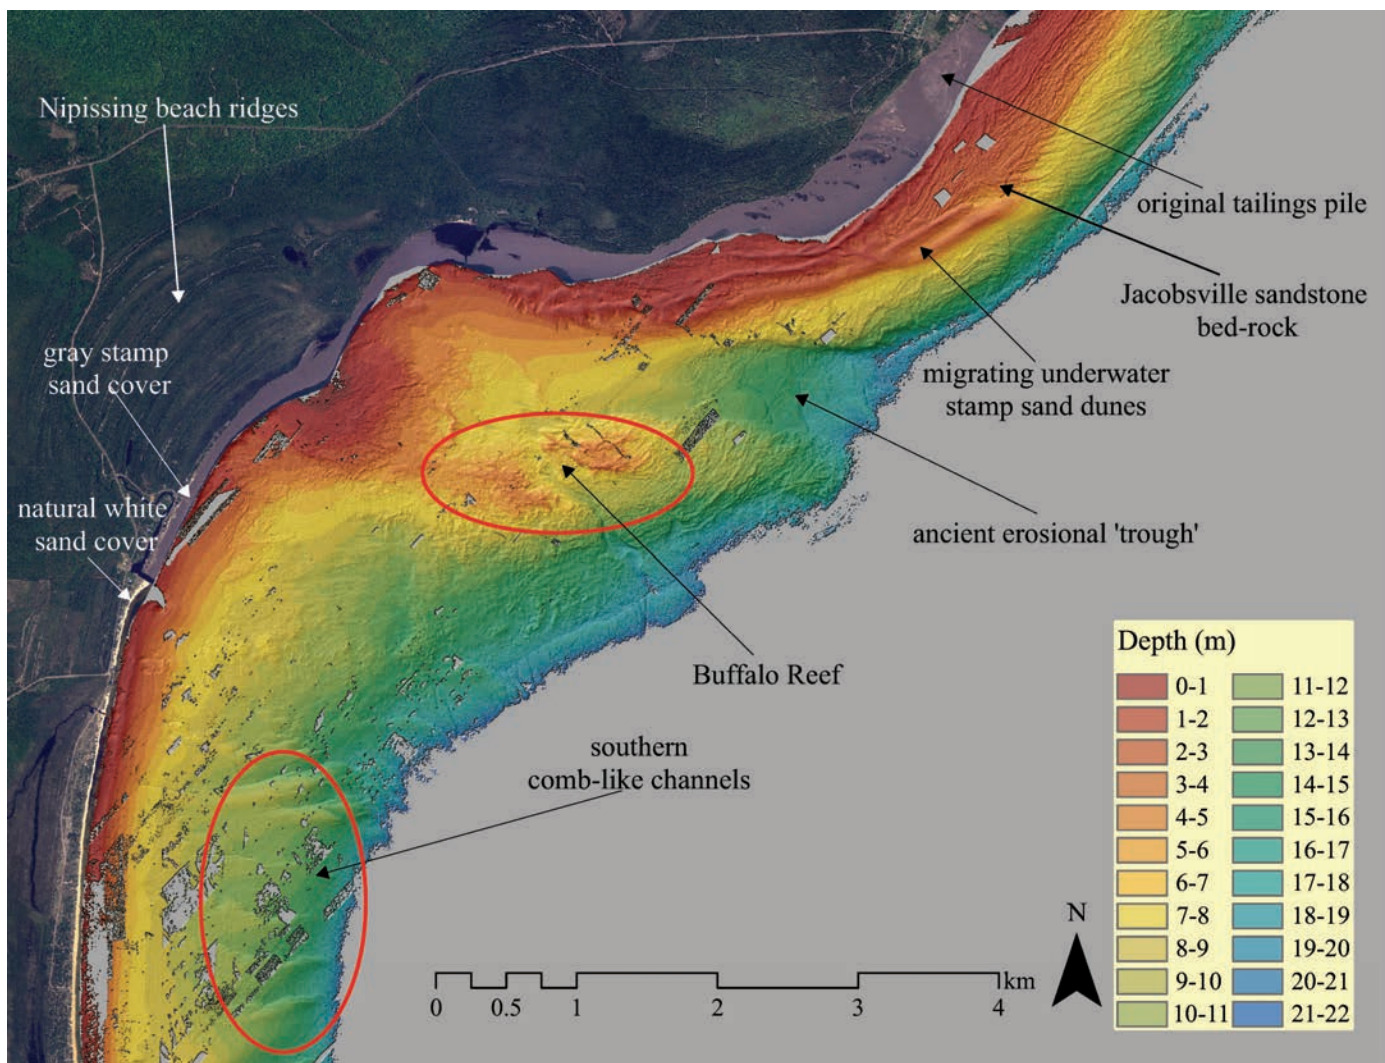 Nipissing beach ridges
original tailings pile
Jacobsville sandstone
bed-rock
gray stamp
sand cover
migrating underwater
stamp sand dunes
natural white
sand cover
ancient erosional 'trough'
Buffalo Reef
southern
comb-like channels
Depth (m)
0-1
1-2
2-3
3-4
4-5
5-6
6-7
7-8
8-9
9-10
10-11
11-12
12-13
13-14
14-15
15-16
16-17
17-18
18-19
19-20
20-21
21-22
N
km
0 0.5 1 2 3 4